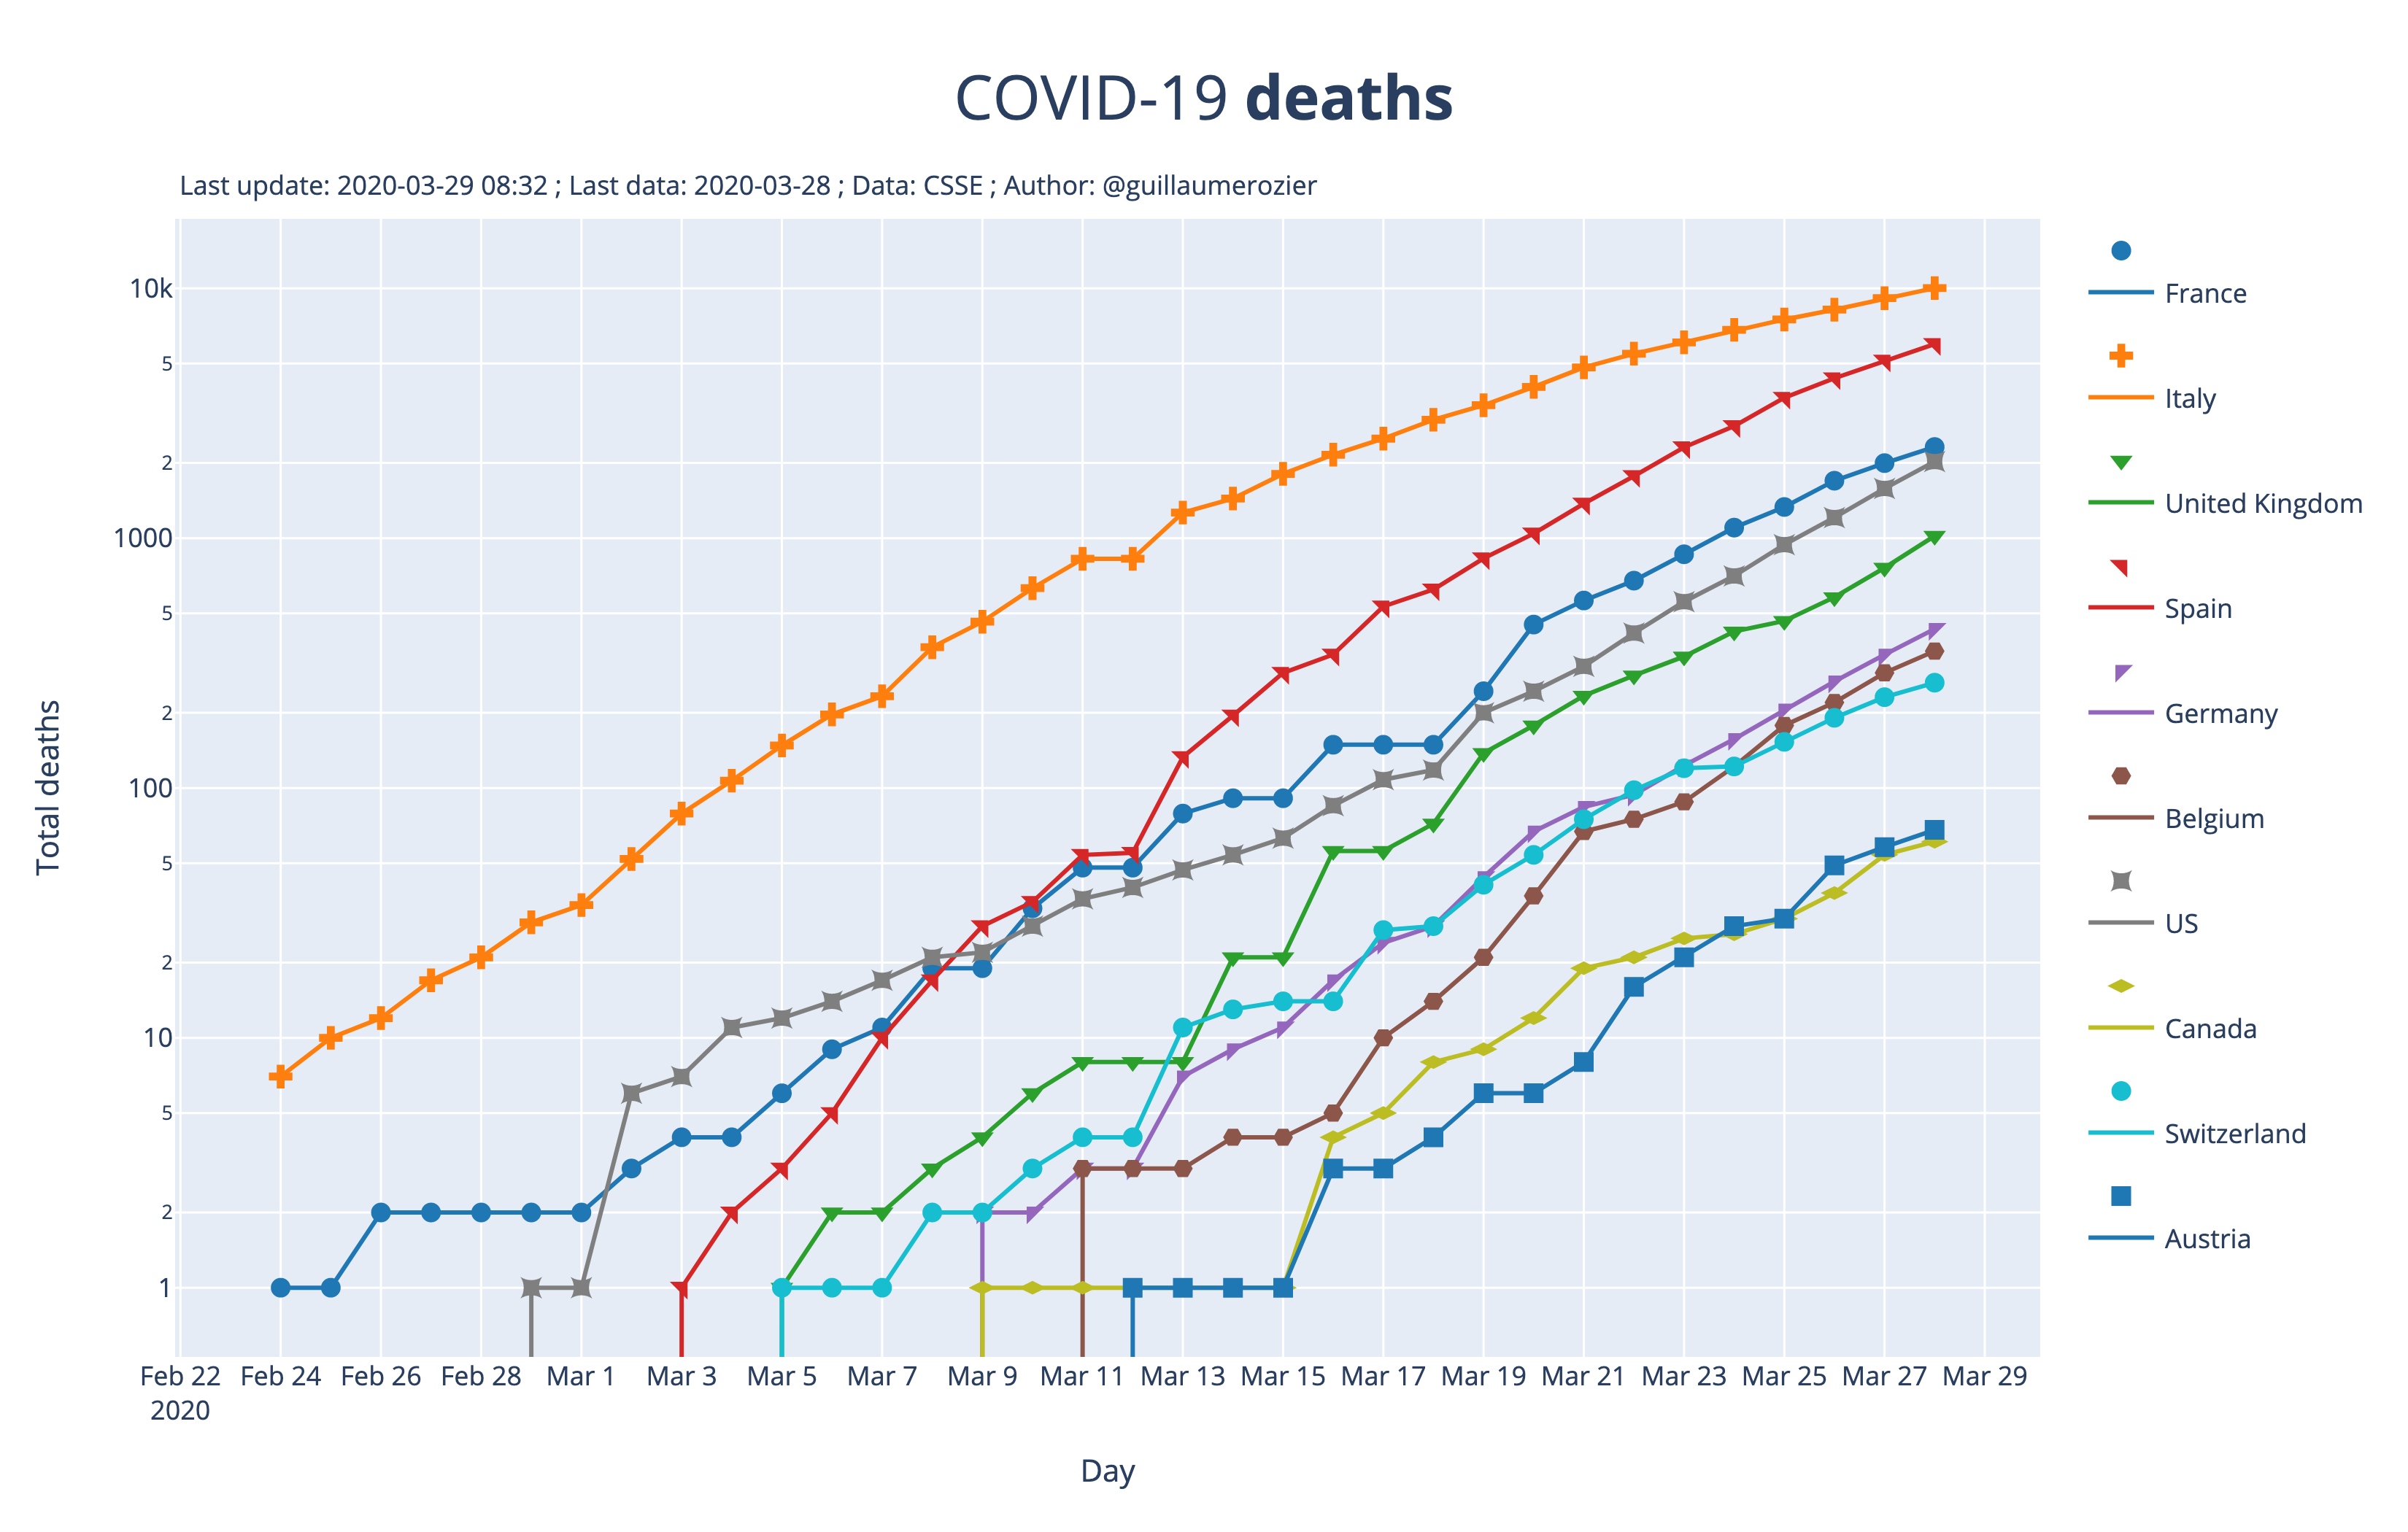 COVID-19 deaths
Last update: 2020-03-29 08:32 ; Last data: 2020-03-28 ; Data: CSSE ; Author: @guillaumerozier
Total deaths
10k
5
2
1000
5
2
100
5
2
10
5
2
1
Feb 22 Feb 24 Feb 26 Feb 28 Mar 1 Mar 3 Mar 5 Mar 7 Mar 9 Mar 11 Mar 13 Mar 15 Mar 17 Mar 19 Mar 21 Mar 23 Mar 25 Mar 27 Mar 29
2020
Day
France
Italy
United Kingdom
Spain
Germany
Belgium
US
Canada
Switzerland
Austria